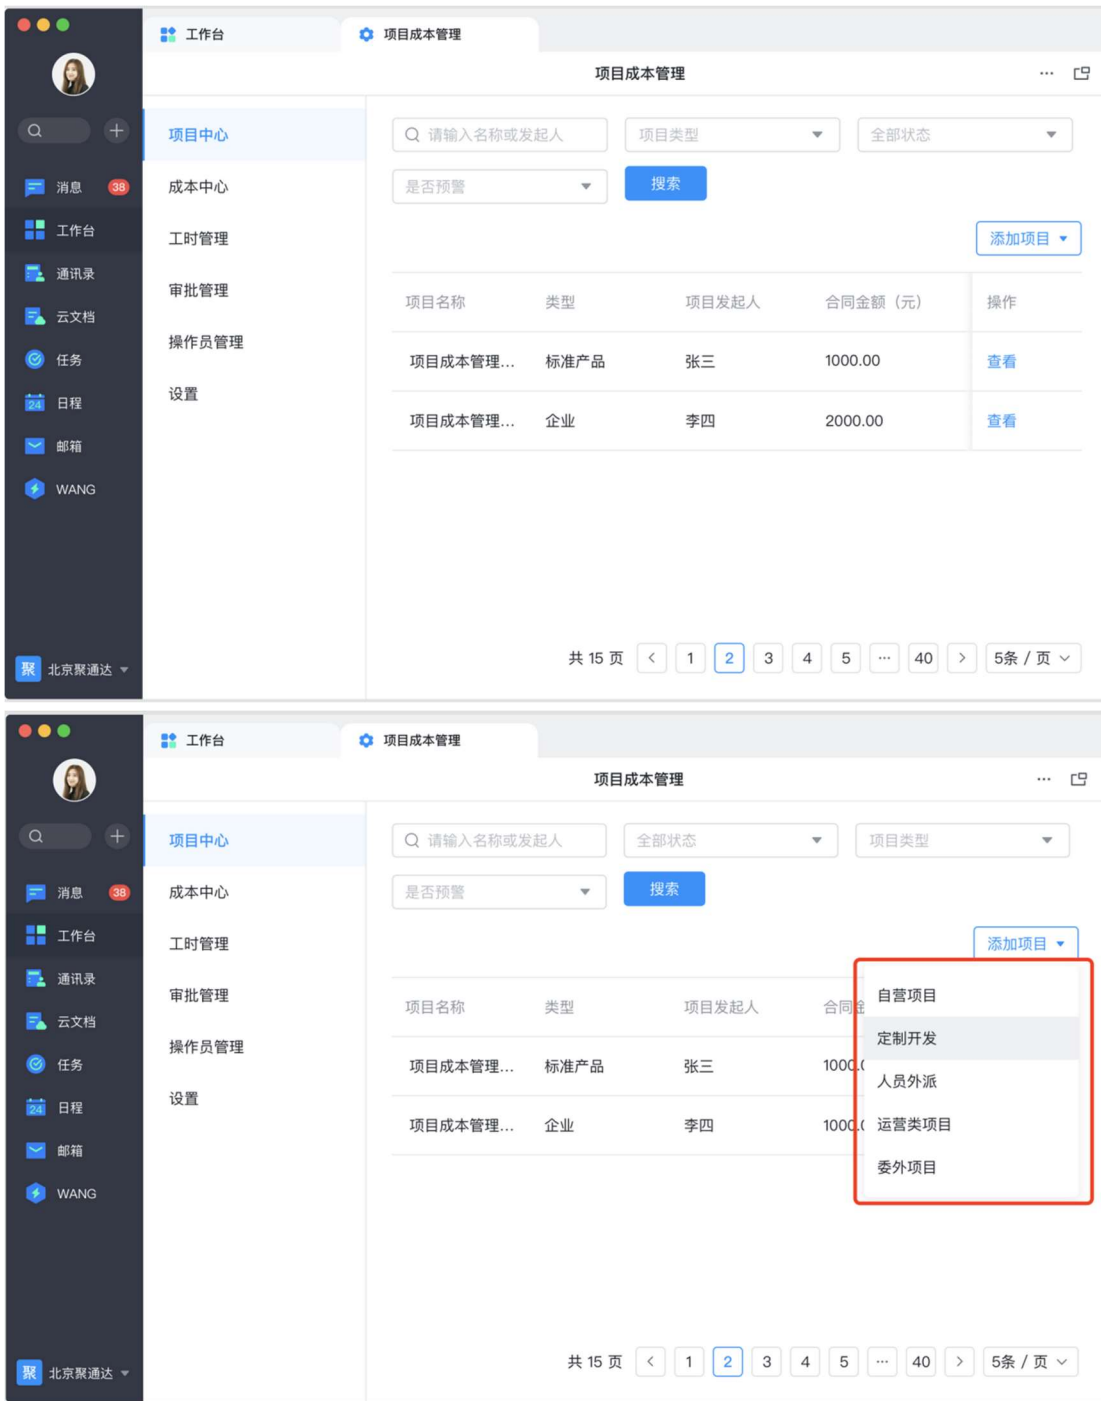 工作台
项目成本管理
项目成本管理
项目中心
请输入名称或发起人
项目类型
全部状态
消息
38
成本中心
是否预警
搜索
工作台
工时管理
添加项目
通讯录
审批管理
项目名称
类型
项目发起人
合同金额（元）
操作
云文档
操作员管理
任务
项目成本管理...
标准产品
张三
1000.00
查看
设置
24
日程
项目成本管理...
企业
李四
2000.00
查看
邮箱
WANG
聚
北京聚通达
共 15 页
<
1
2
3
4
5
...
40
>
5条 / 页
工作台
项目成本管理
项目成本管理
项目中心
请输入名称或发起人
全部状态
项目类型
消息
38
成本中心
是否预警
搜索
工作台
工时管理
添加项目
通讯录
审批管理
项目名称
类型
项目发起人
合同
自营项目
云文档
定制开发
操作员管理
任务
项目成本管理...
标准产品
张三
1000.
人员外派
设置
24
日程
项目成本管理...
企业
李四
1000.
运营类项目
邮箱
委外项目
WANG
聚
北京聚通达
共 15 页
<
1
2
3
4
5
...
40
>
5条 / 页